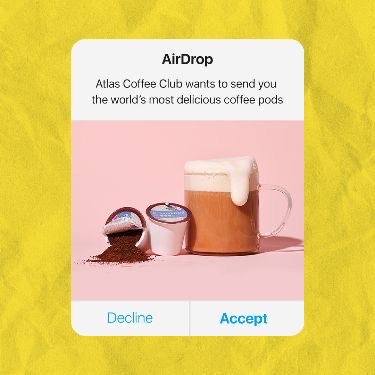 AirDrop
Atlas Coffee Club wants to send you
the world's most delicious coffee pods
Decline
Accept